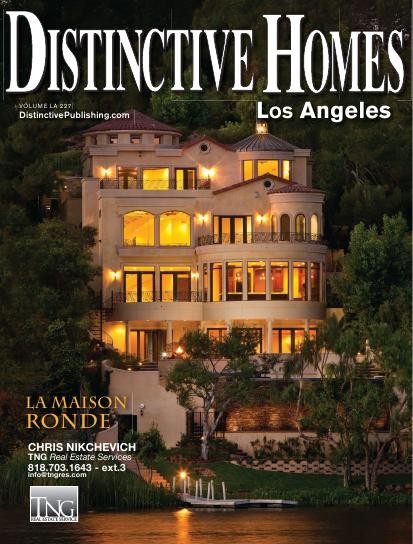 DISTINCTIVE HOMES
VOLUME LA 227
Los Angeles
DistinctivePublishing.com
LA MAISON
RONDE
CHRIS NIKCHEVICH
TNG Real Estate Services
818.703.1643 - ext.3
info@tngres.com
TNG
REAL ESTATE SERVICE